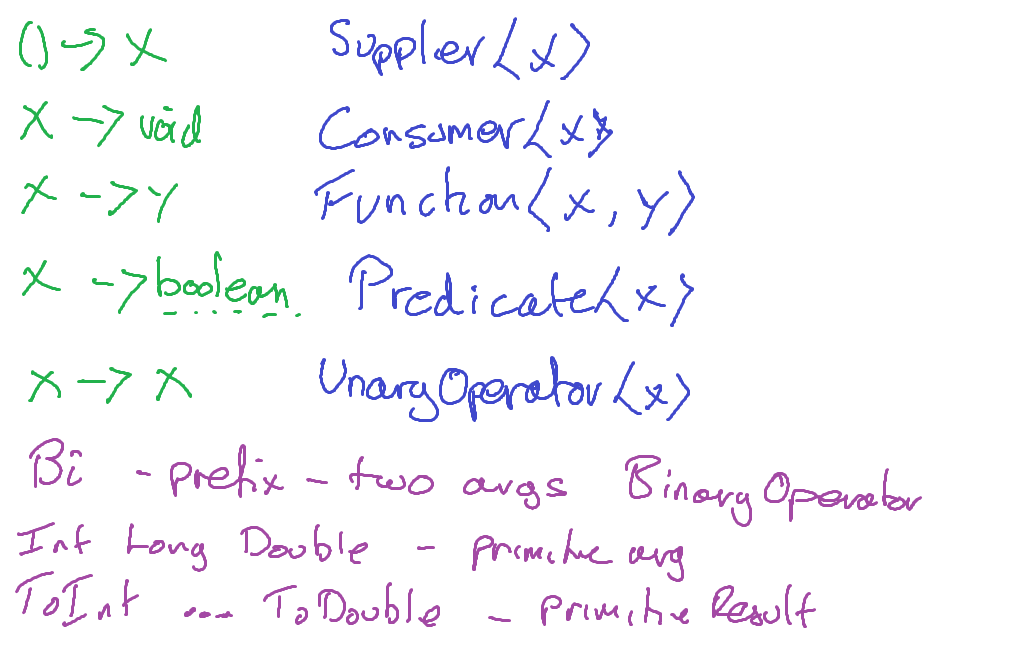 () -> X Suppler<x>
X -> void Consumer<x>
X -> Y Function<x, y>
X -> boolean Predicate<x>
X -> X UnaryOperator<x>
Bi - prefix - two args BinaryOperator
Int Long Double - primitive arg
ToInt ... ToDouble - primitive Result